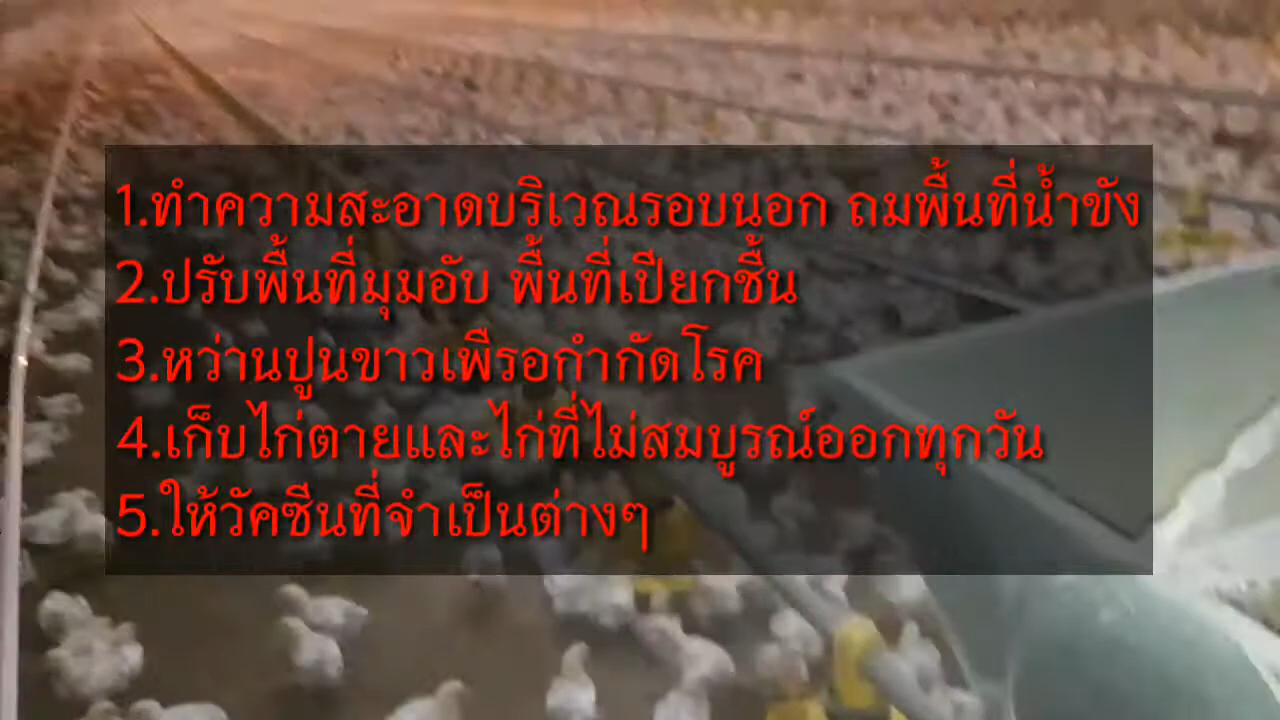 1.ทำความสะอาดบริเวณรอบนอก ถมพื้นที่น้ำขัง
2.ปรับพื้นที่มุมอับ พื้นที่เปียกชื้น
3.หว่านปูนขาวเพืรอกำกัดโรค
4.เก็บไก่ตายและไก่ที่ไม่สมบูรณ์ออกทุกวัน
5.ให้วัคซีนที่จำเป็นต่างๆ